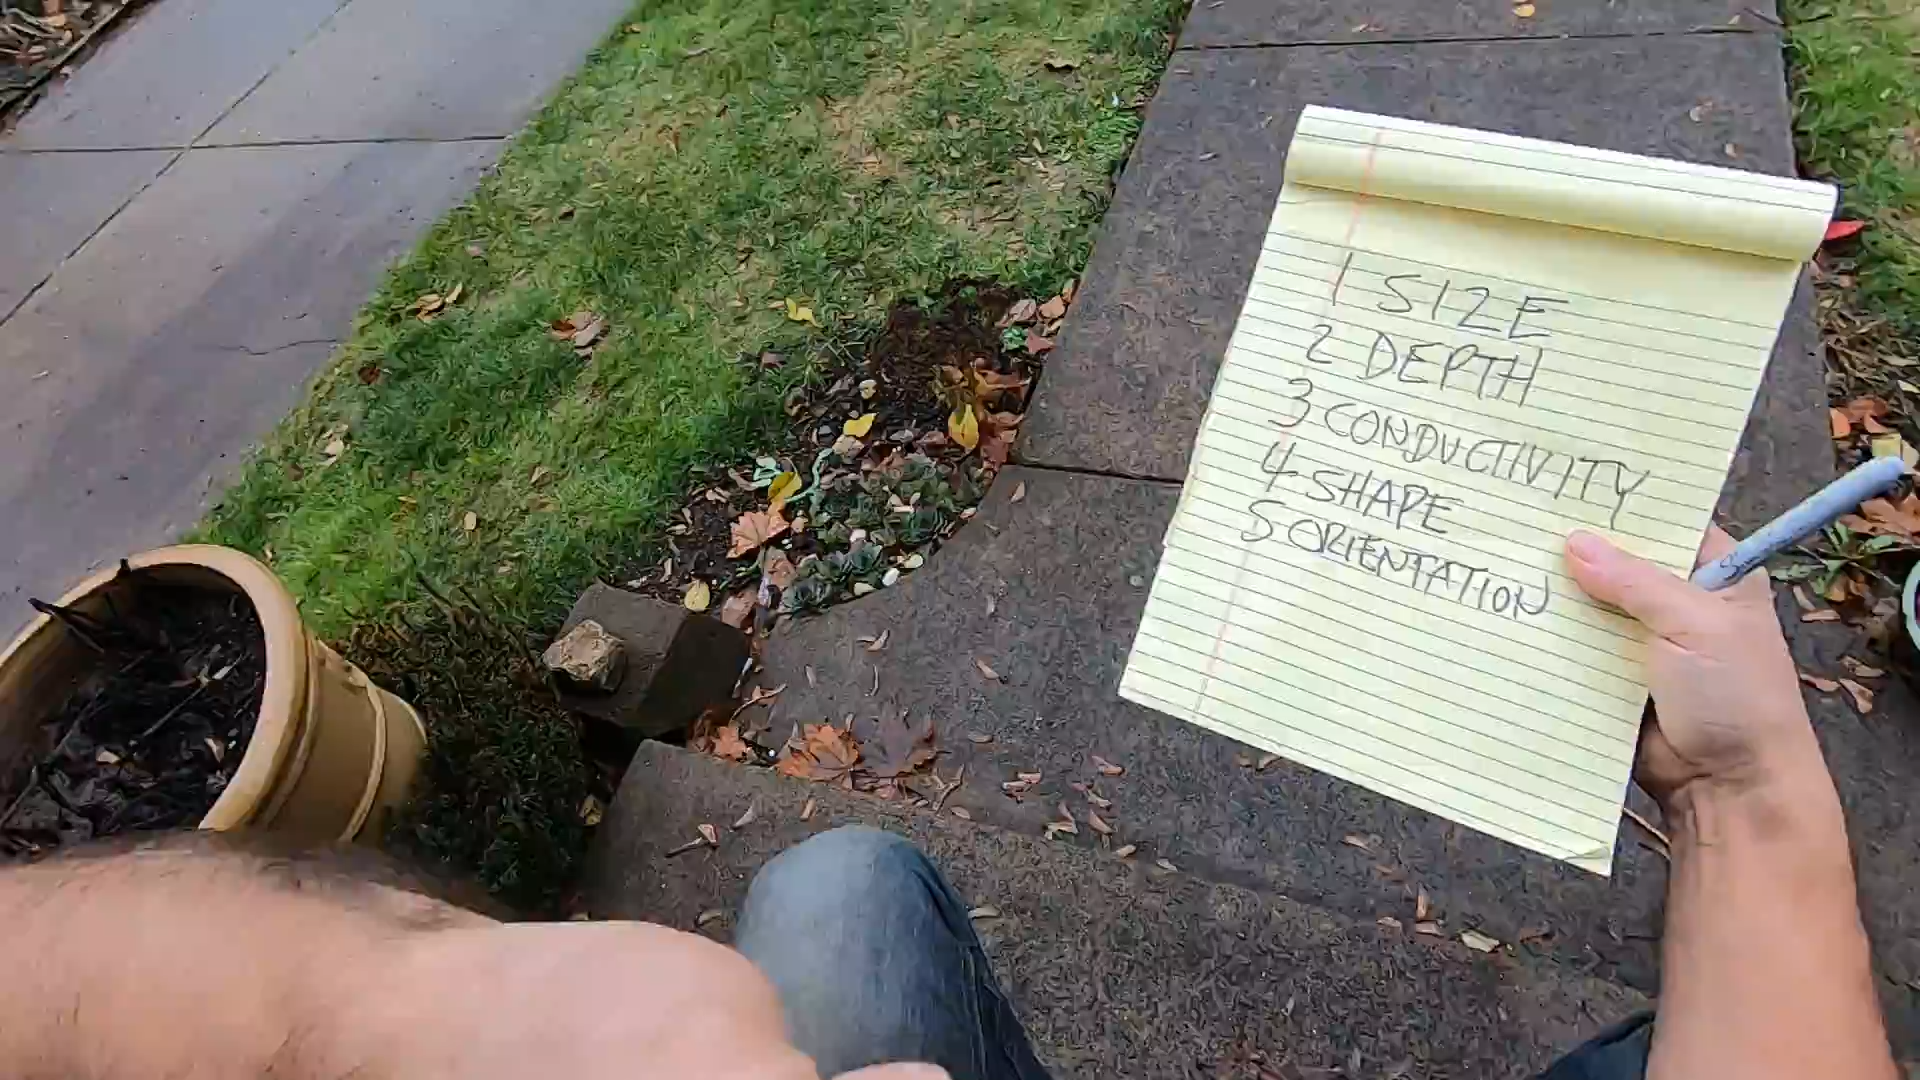 1 SIZE
2 DEPTH
3 CONDUCTIVITY
4 SHAPE
5 ORIENTATION